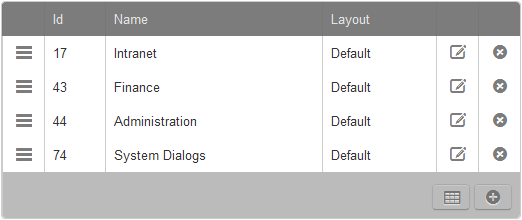 Id Name Layout
17 Intranet Default
43 Finance Default
44 Administration Default
74 System Dialogs Default